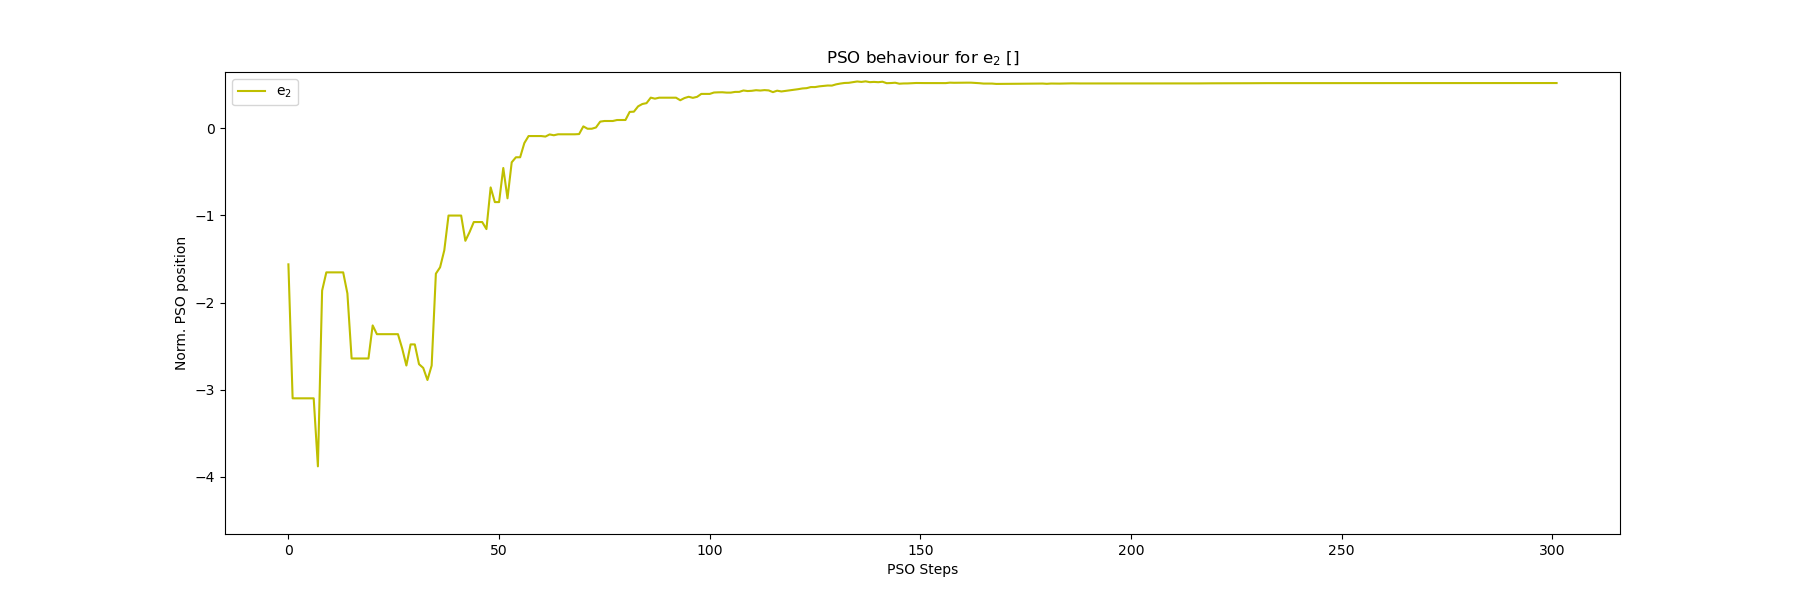 PSO behaviour for e₂ []
e₂
Norm. PSO position
0
−1
−2
−3
−4
0 50 100 150 200 250 300
PSO Steps